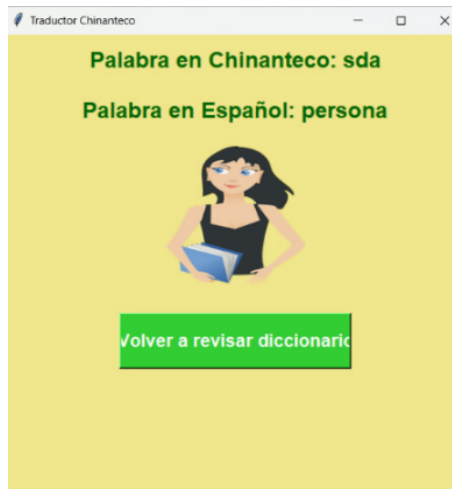 Traductor Chinanteco
Palabra en Chinanteco: sda
Palabra en Español: persona
Volver a revisar diccionario